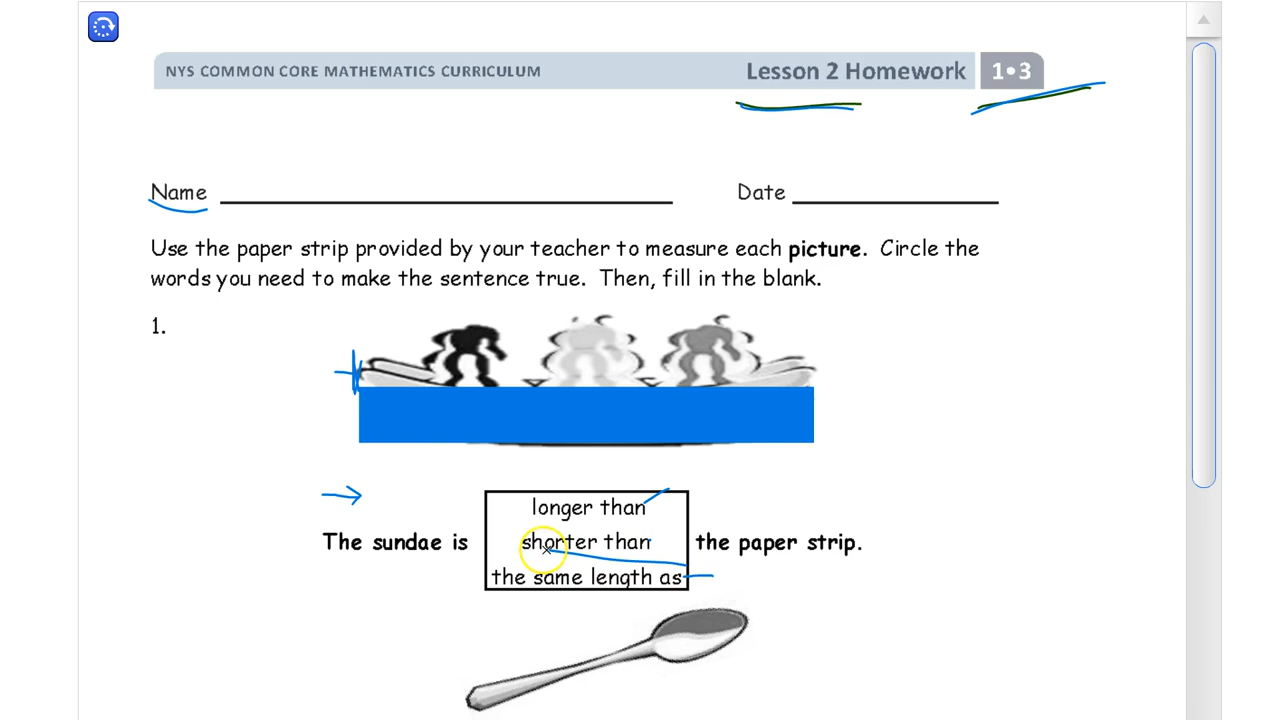 NYS COMMON CORE MATHEMATICS CURRICULUM Lesson 2 Homework 1•3
Name Date
Use the paper strip provided by your teacher to measure each picture. Circle the
words you need to make the sentence true. Then, fill in the blank.
1.
longer than
The sundae is shorter than the paper strip.
the same length as